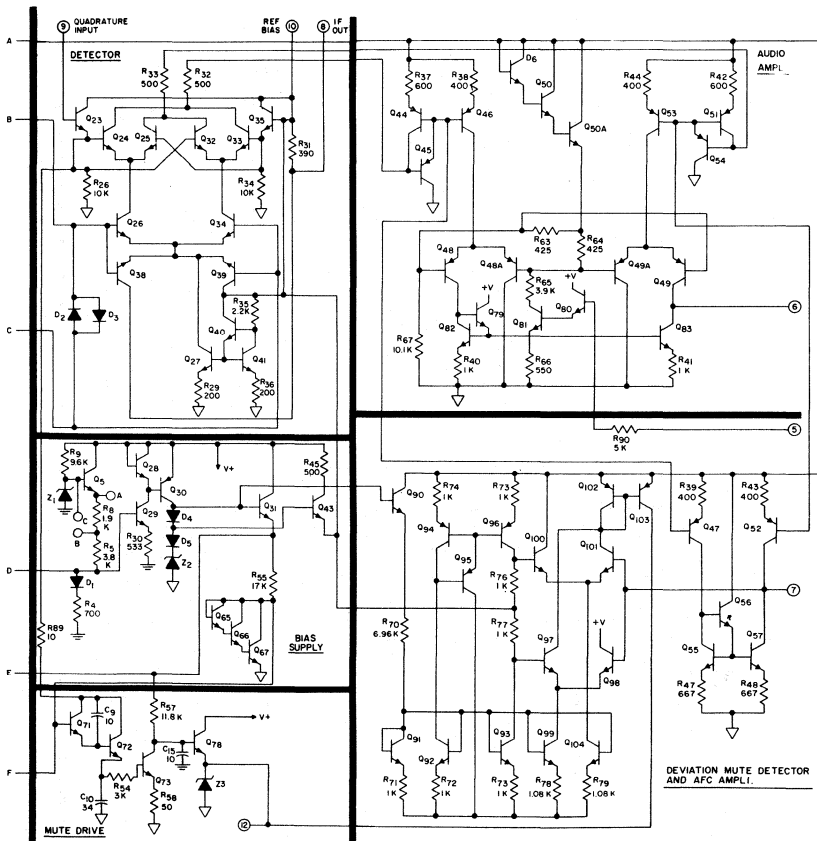 9 QUADRATURE INPUT
REF BIAS 10
8 IF OUT
A
DETECTOR
AUDIO AMPL.
R33 500
R32 500
Q23
Q24
Q25
Q32
Q33
Q35
B
R31 390
R26 10K
R34 10K
Q26
Q34
Q38
Q39
D2
D3
R35 2.2K
Q40
Q27
Q41
R29 200
R36 200
C
R37 600
R38 400
Q44
Q46
Q45
D6
Q50
Q50A
R44 400
R42 600
Q53
Q51
Q54
R63 425
R64 425
Q48
Q48A
Q49A
Q49
R65 3.9K
+V
Q79
Q80
+V
Q82
Q81
Q83
R67 10.1K
R40 1K
R66 550
R41 1K
6
R90 5K
5
R9 9.6K
Q5
Z1
A
C
B
R8 1.9 K
R5 3.8 K
Q28
Q29
Q30
D4
D5
Z2
R30 533
V+
Q31
R45 500
Q43
D
D1
R4 700
R55 17K
Q65
Q66
Q67
BIAS SUPPLY
R89 10
E
Q71
C9 10
Q72
R57 11.8K
C15 10
Q78
V+
F
R54 3K
Q73
Z3
C10 34
R58 50
MUTE DRIVE
12
Q90
R74 1K
R73 1K
Q94
Q96
Q95
Q100
Q102
Q103
Q101
R76 1K
R77 1K
R70 6.96K
Q97
+V
Q98
Q91
Q92
Q93
Q99
Q104
R71 1K
R72 1K
R73 1K
R78 1.08K
R79 1.08K
R39 400
R43 400
Q47
Q52
7
Q56
Q55
Q57
R47 667
R48 667
DEVIATION MUTE DETECTOR
AND AFC AMPLI.